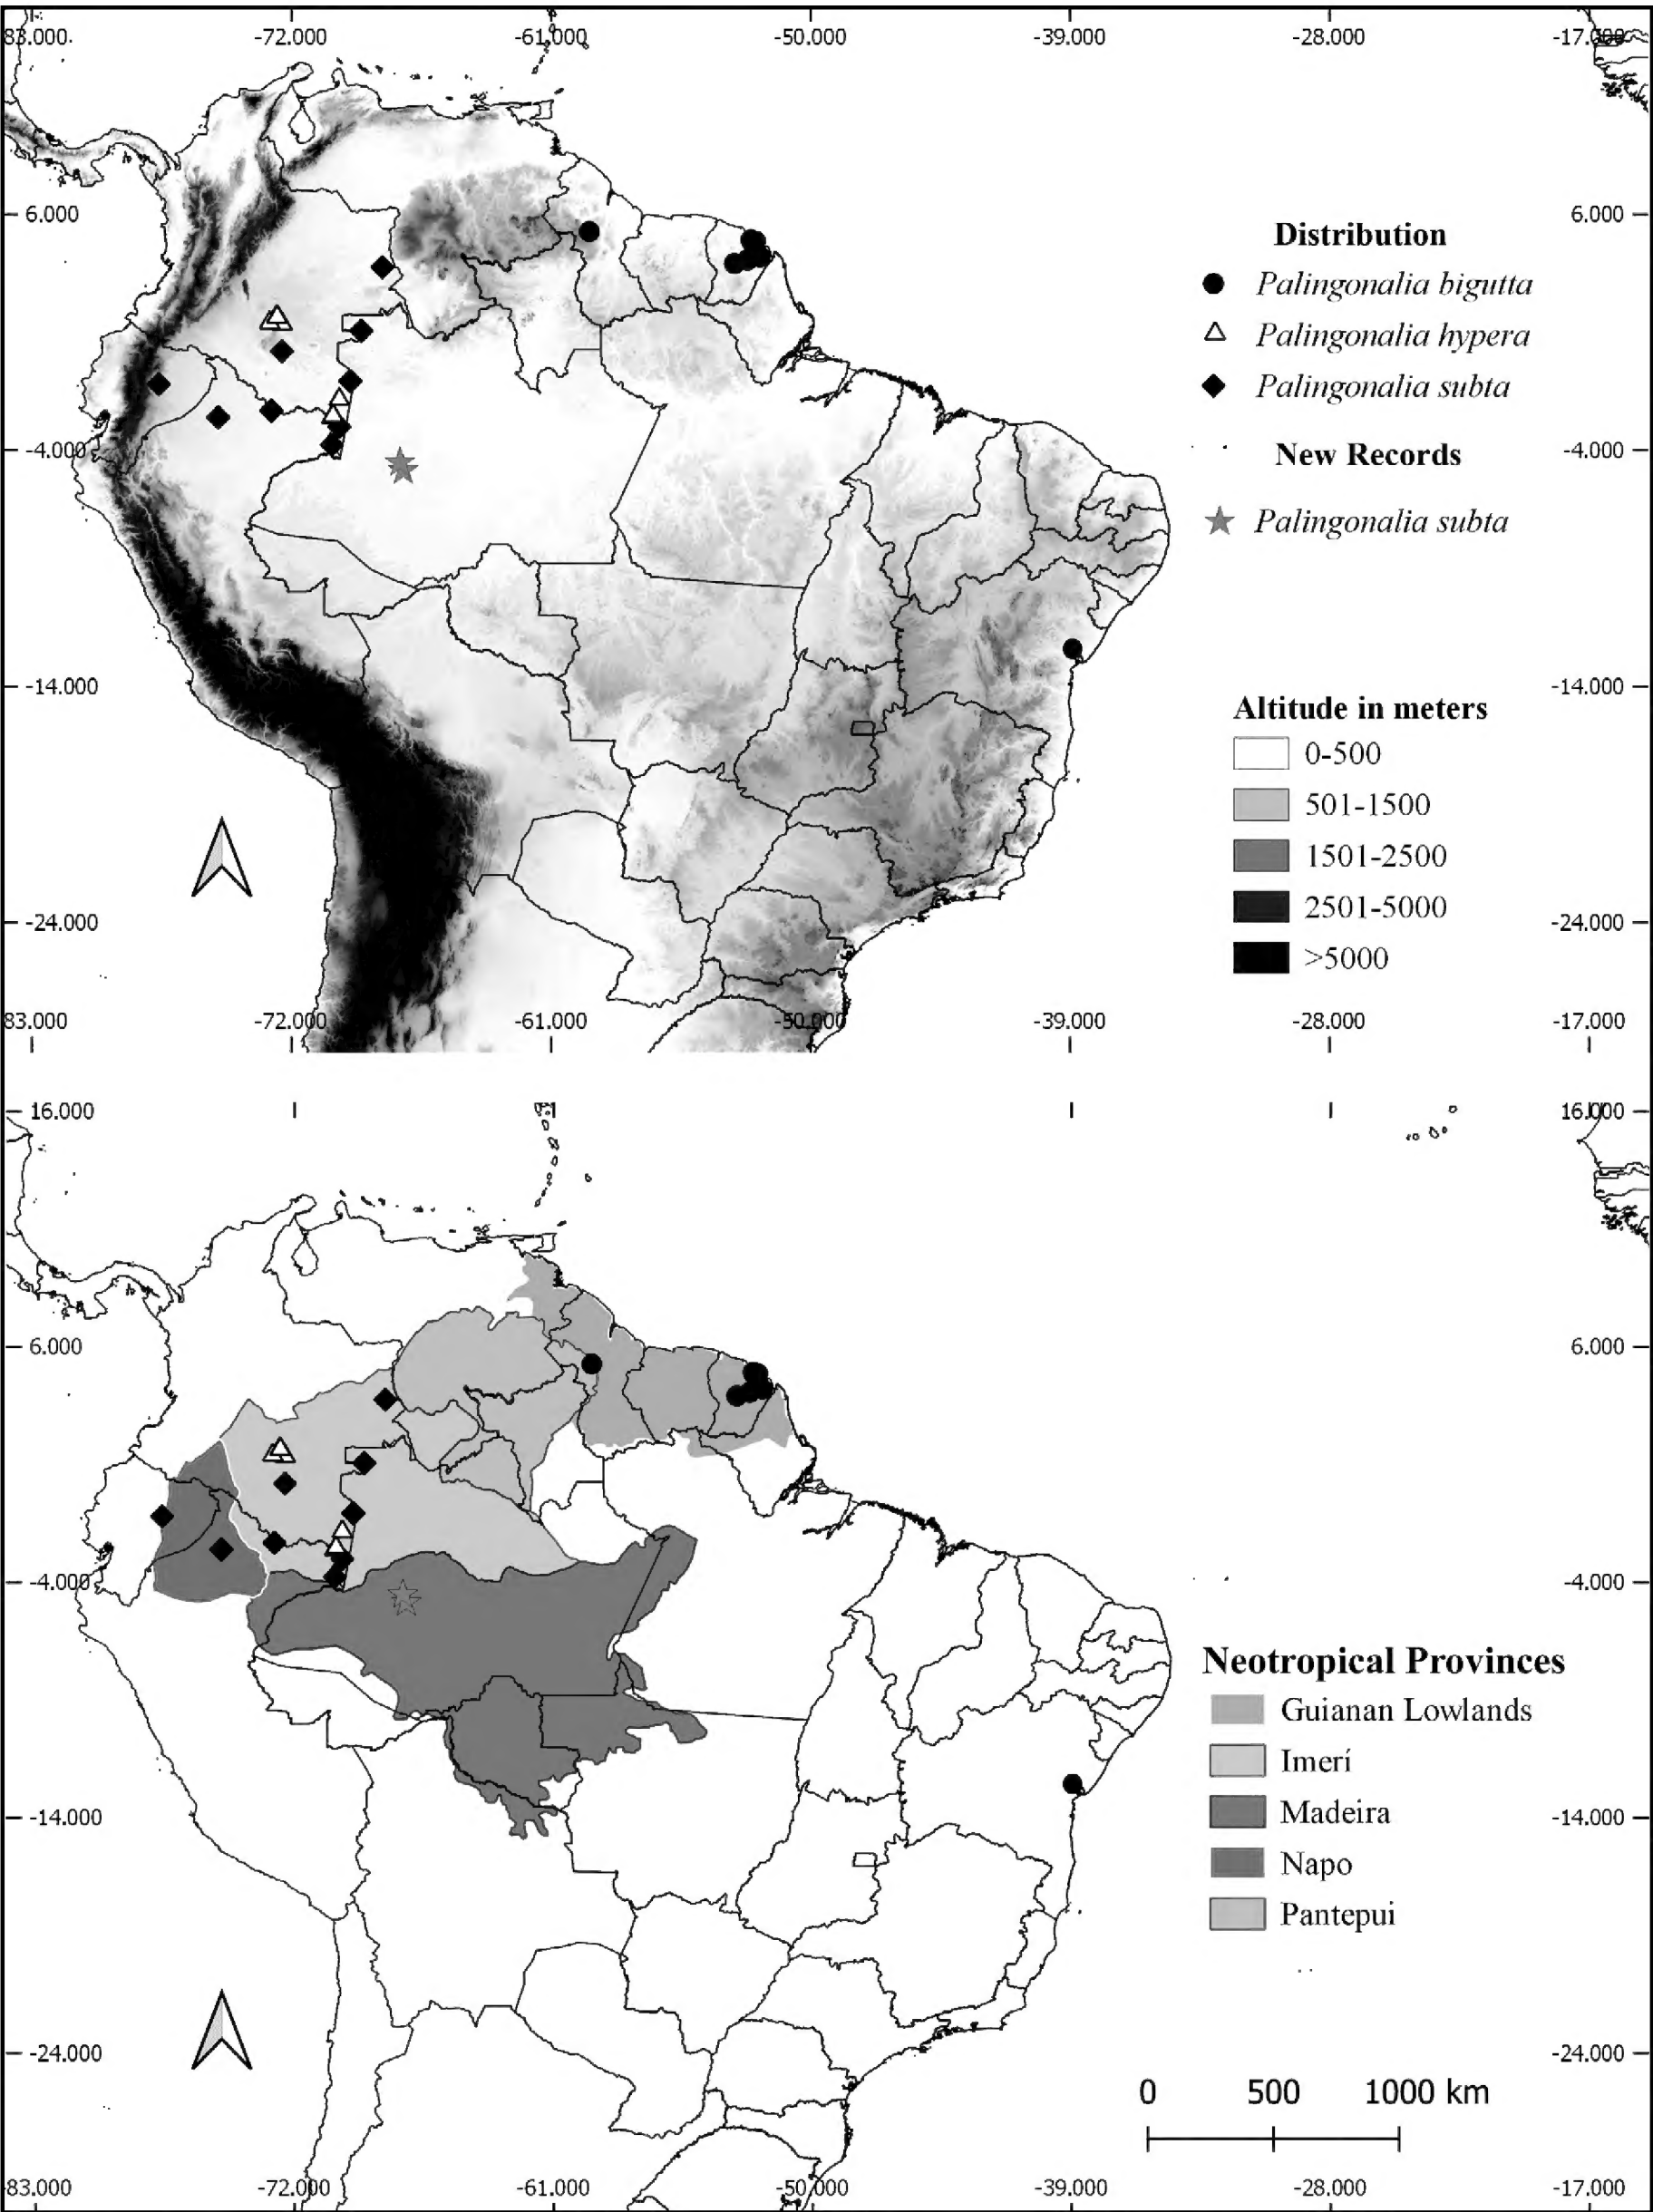 83.000. -72.000 -61.000 -50.000 -39.000 -28.000 -17.000
6.000 6.000
Distribution
Palingonalia bigutta
Palingonalia hypera
Palingonalia subta
-4.000 -4.000
New Records
Palingonalia subta
-14.000 -14.000
Altitude in meters
0-500
501-1500
1501-2500
2501-5000
>5000
-24.000 -24.000
83.000 -72.000 -61.000 -50.000 -39.000 -28.000 -17.000
16.000 16.000
6.000 6.000
-4.000 -4.000
Neotropical Provinces
Guianan Lowlands
Imerí
Madeira
Napo
Pantepui
-14.000 -14.000
-24.000 -24.000
0 500 1000 km
83.000 -72.000 -61.000 -50.000 -39.000 -28.000 -17.000